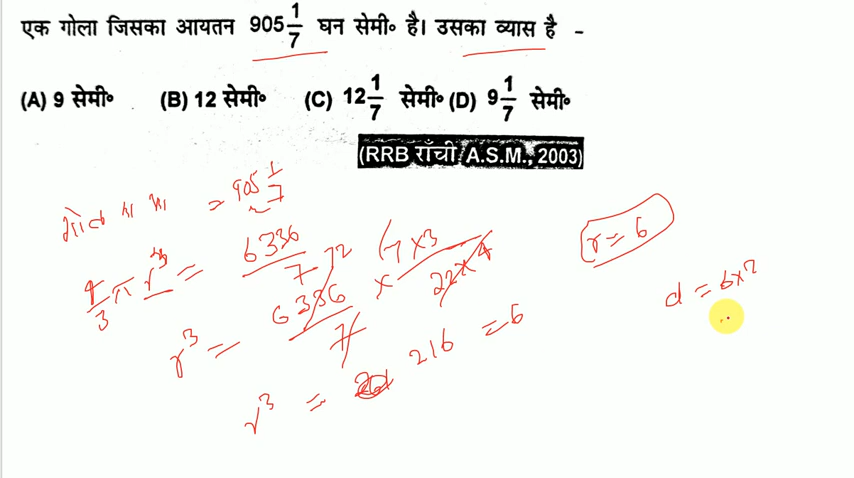 एक गोला जिसका आयतन 905 1/7 घन सेमी॰ है। उसका व्यास है -
(A) 9 सेमी॰ (B) 12 सेमी॰ (C) 12 1/7 सेमी॰ (D) 9 1/7 सेमी॰
(RRB राँची A.S.M., 2003)
= 905 1/7
4/3 π r³ = 6336/7
r³ = 6336/7 × 7×3/22×4
r³ = 216 = 6
r = 6
d = 6×2